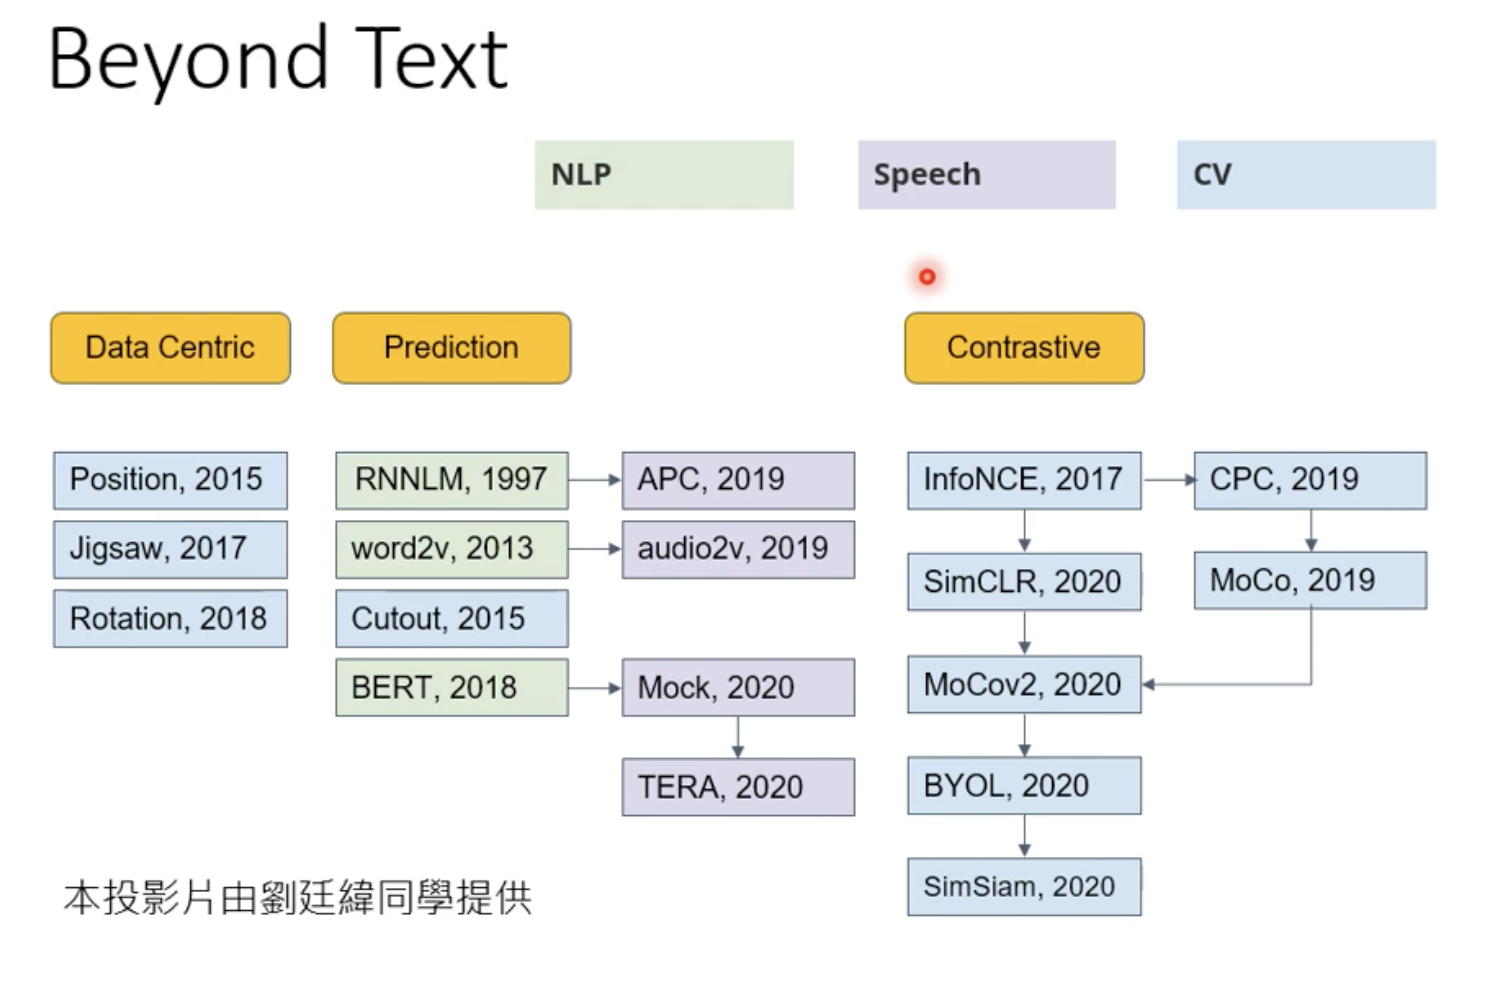 Beyond Text
NLP
Speech
CV
Data Centric
Prediction
Contrastive
Position, 2015
Jigsaw, 2017
Rotation, 2018
RNNLM, 1997
word2v, 2013
Cutout, 2015
BERT, 2018
APC, 2019
audio2v, 2019
Mock, 2020
TERA, 2020
InfoNCE, 2017
SimCLR, 2020
MoCov2, 2020
BYOL, 2020
SimSiam, 2020
CPC, 2019
MoCo, 2019
本投影片由劉廷緯同學提供